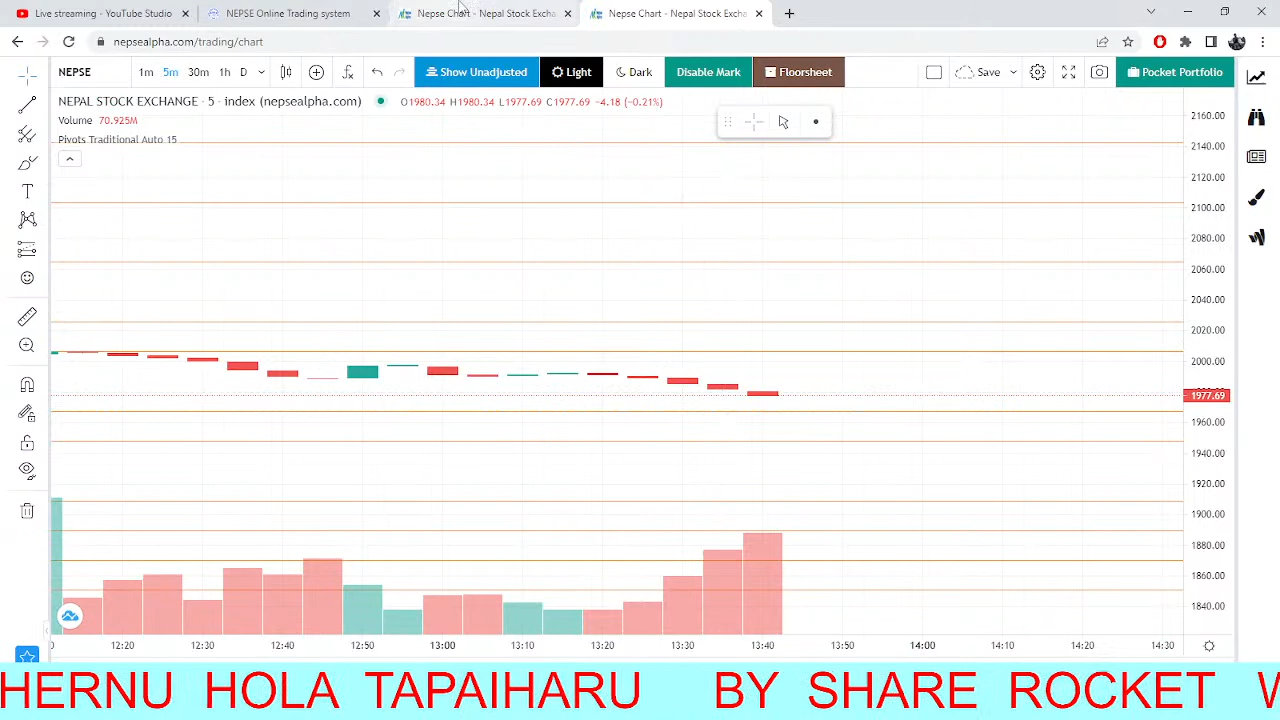 Live streaming - YouTube Studio
NEPSE Online Trading system
Nepse Chart - Nepal Stock Excha
Nepse Chart - Nepal Stock Excha
nepsealpha.com/trading/chart
NEPSE 1m 5m 30m 1h D Show Unadjusted Light Dark Disable Mark Floorsheet Save Pocket Portfolio
NEPAL STOCK EXCHANGE · 5 · index (nepsealpha.com) O1980.34 H1980.34 L1977.69 C1977.69 −4.18 (−0.21%)
Volume 70.925M
Pivots Traditional Auto 15
2160.00
2140.00
2120.00
2100.00
2080.00
2060.00
2040.00
2020.00
2000.00
1977.69
1960.00
1940.00
1920.00
1900.00
1880.00
1860.00
1840.00
12:20 12:30 12:40 12:50 13:00 13:10 13:20 13:30 13:40 13:50 14:00 14:10 14:20 14:30
HERNU HOLA TAPAIHARU BY SHARE ROCKET